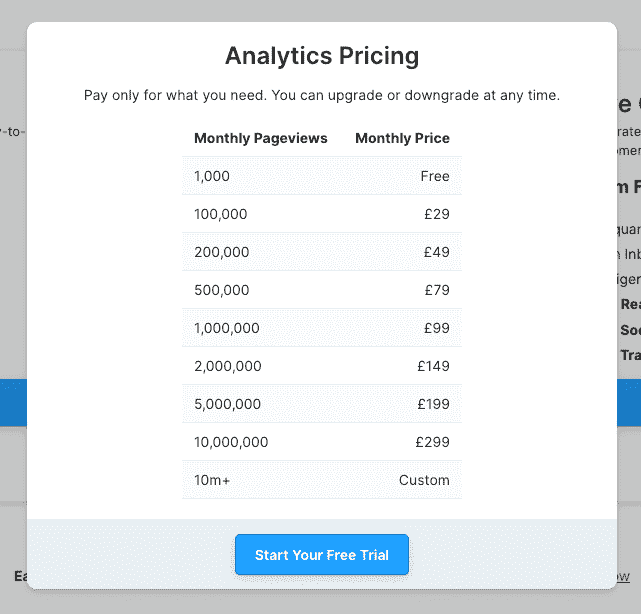 Analytics Pricing
Pay only for what you need. You can upgrade or downgrade at any time.
Monthly Pageviews Monthly Price
1,000 Free
100,000 £29
200,000 £49
500,000 £79
1,000,000 £99
2,000,000 £149
5,000,000 £199
10,000,000 £299
10m+ Custom
Start Your Free Trial